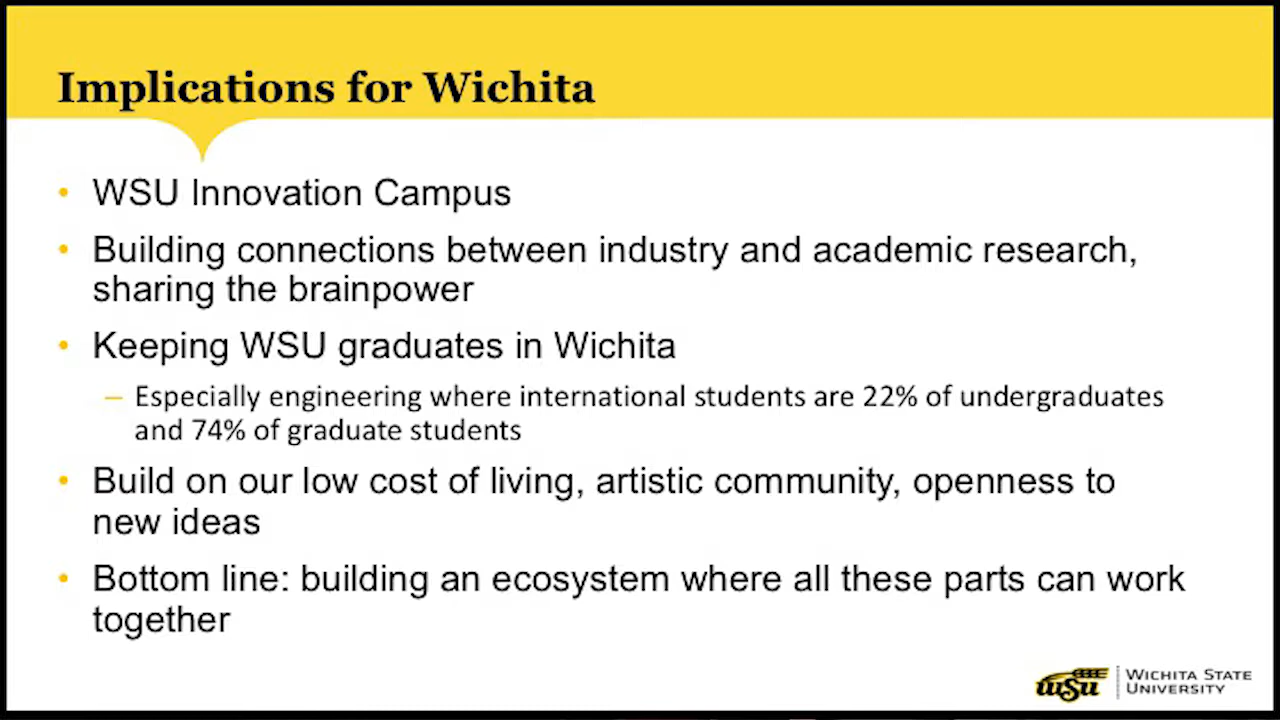 Implications for Wichita
• WSU Innovation Campus
• Building connections between industry and academic research,
sharing the brainpower
• Keeping WSU graduates in Wichita
– Especially engineering where international students are 22% of undergraduates
and 74% of graduate students
• Build on our low cost of living, artistic community, openness to
new ideas
• Bottom line: building an ecosystem where all these parts can work
together
WSU
WICHITA STATE
UNIVERSITY